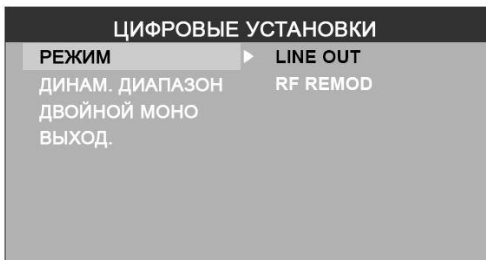 ЦИФРОВЫЕ УСТАНОВКИ
РЕЖИМ LINE OUT
ДИНАМ. ДИАПАЗОН RF REMOD
ДВОЙНОЙ МОНО
ВЫХОД.